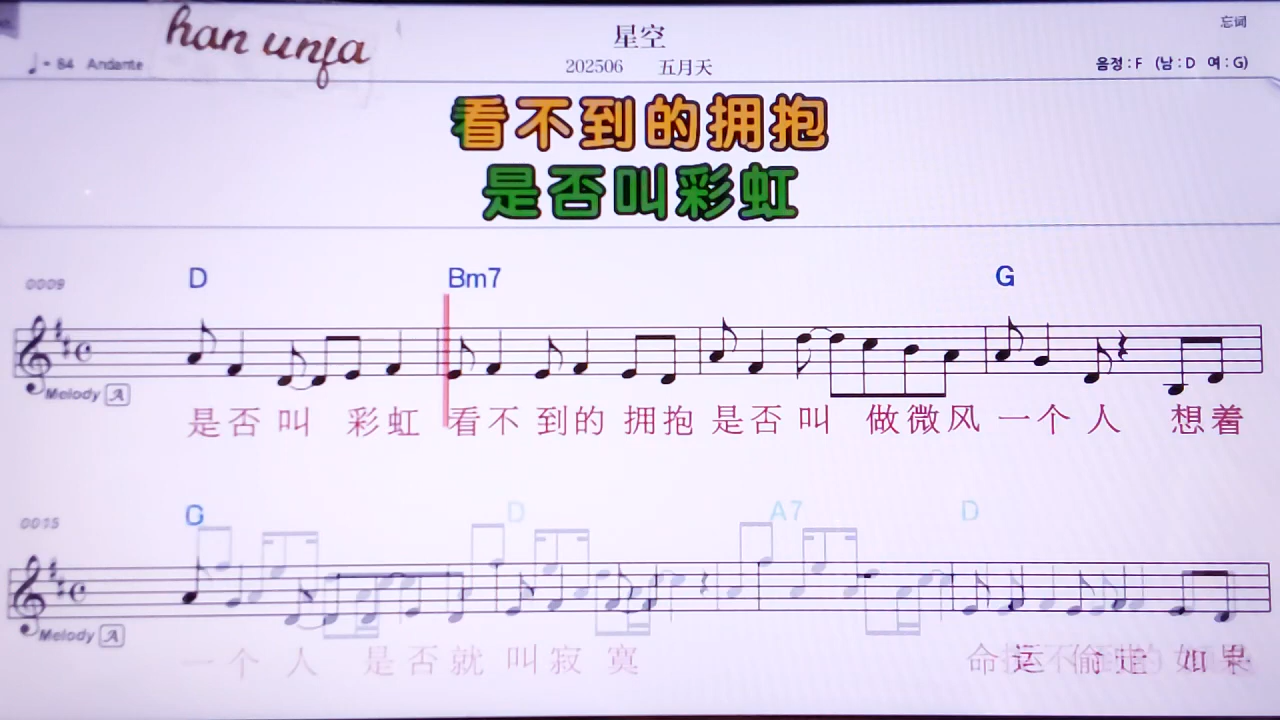 han unfa
星空
忘词
♩= 84 Andante
202506 五月天
음정:F (남:D 여:G)
看不到的拥抱
是否叫彩虹
0009 D Bm7 G
Melody A
是否叫 彩虹 看不到的 拥抱 是否叫 做微风 一个人 想着
0015 G D A7 D
Melody A
一个人 是否就叫寂寞 命运 偷走 如果